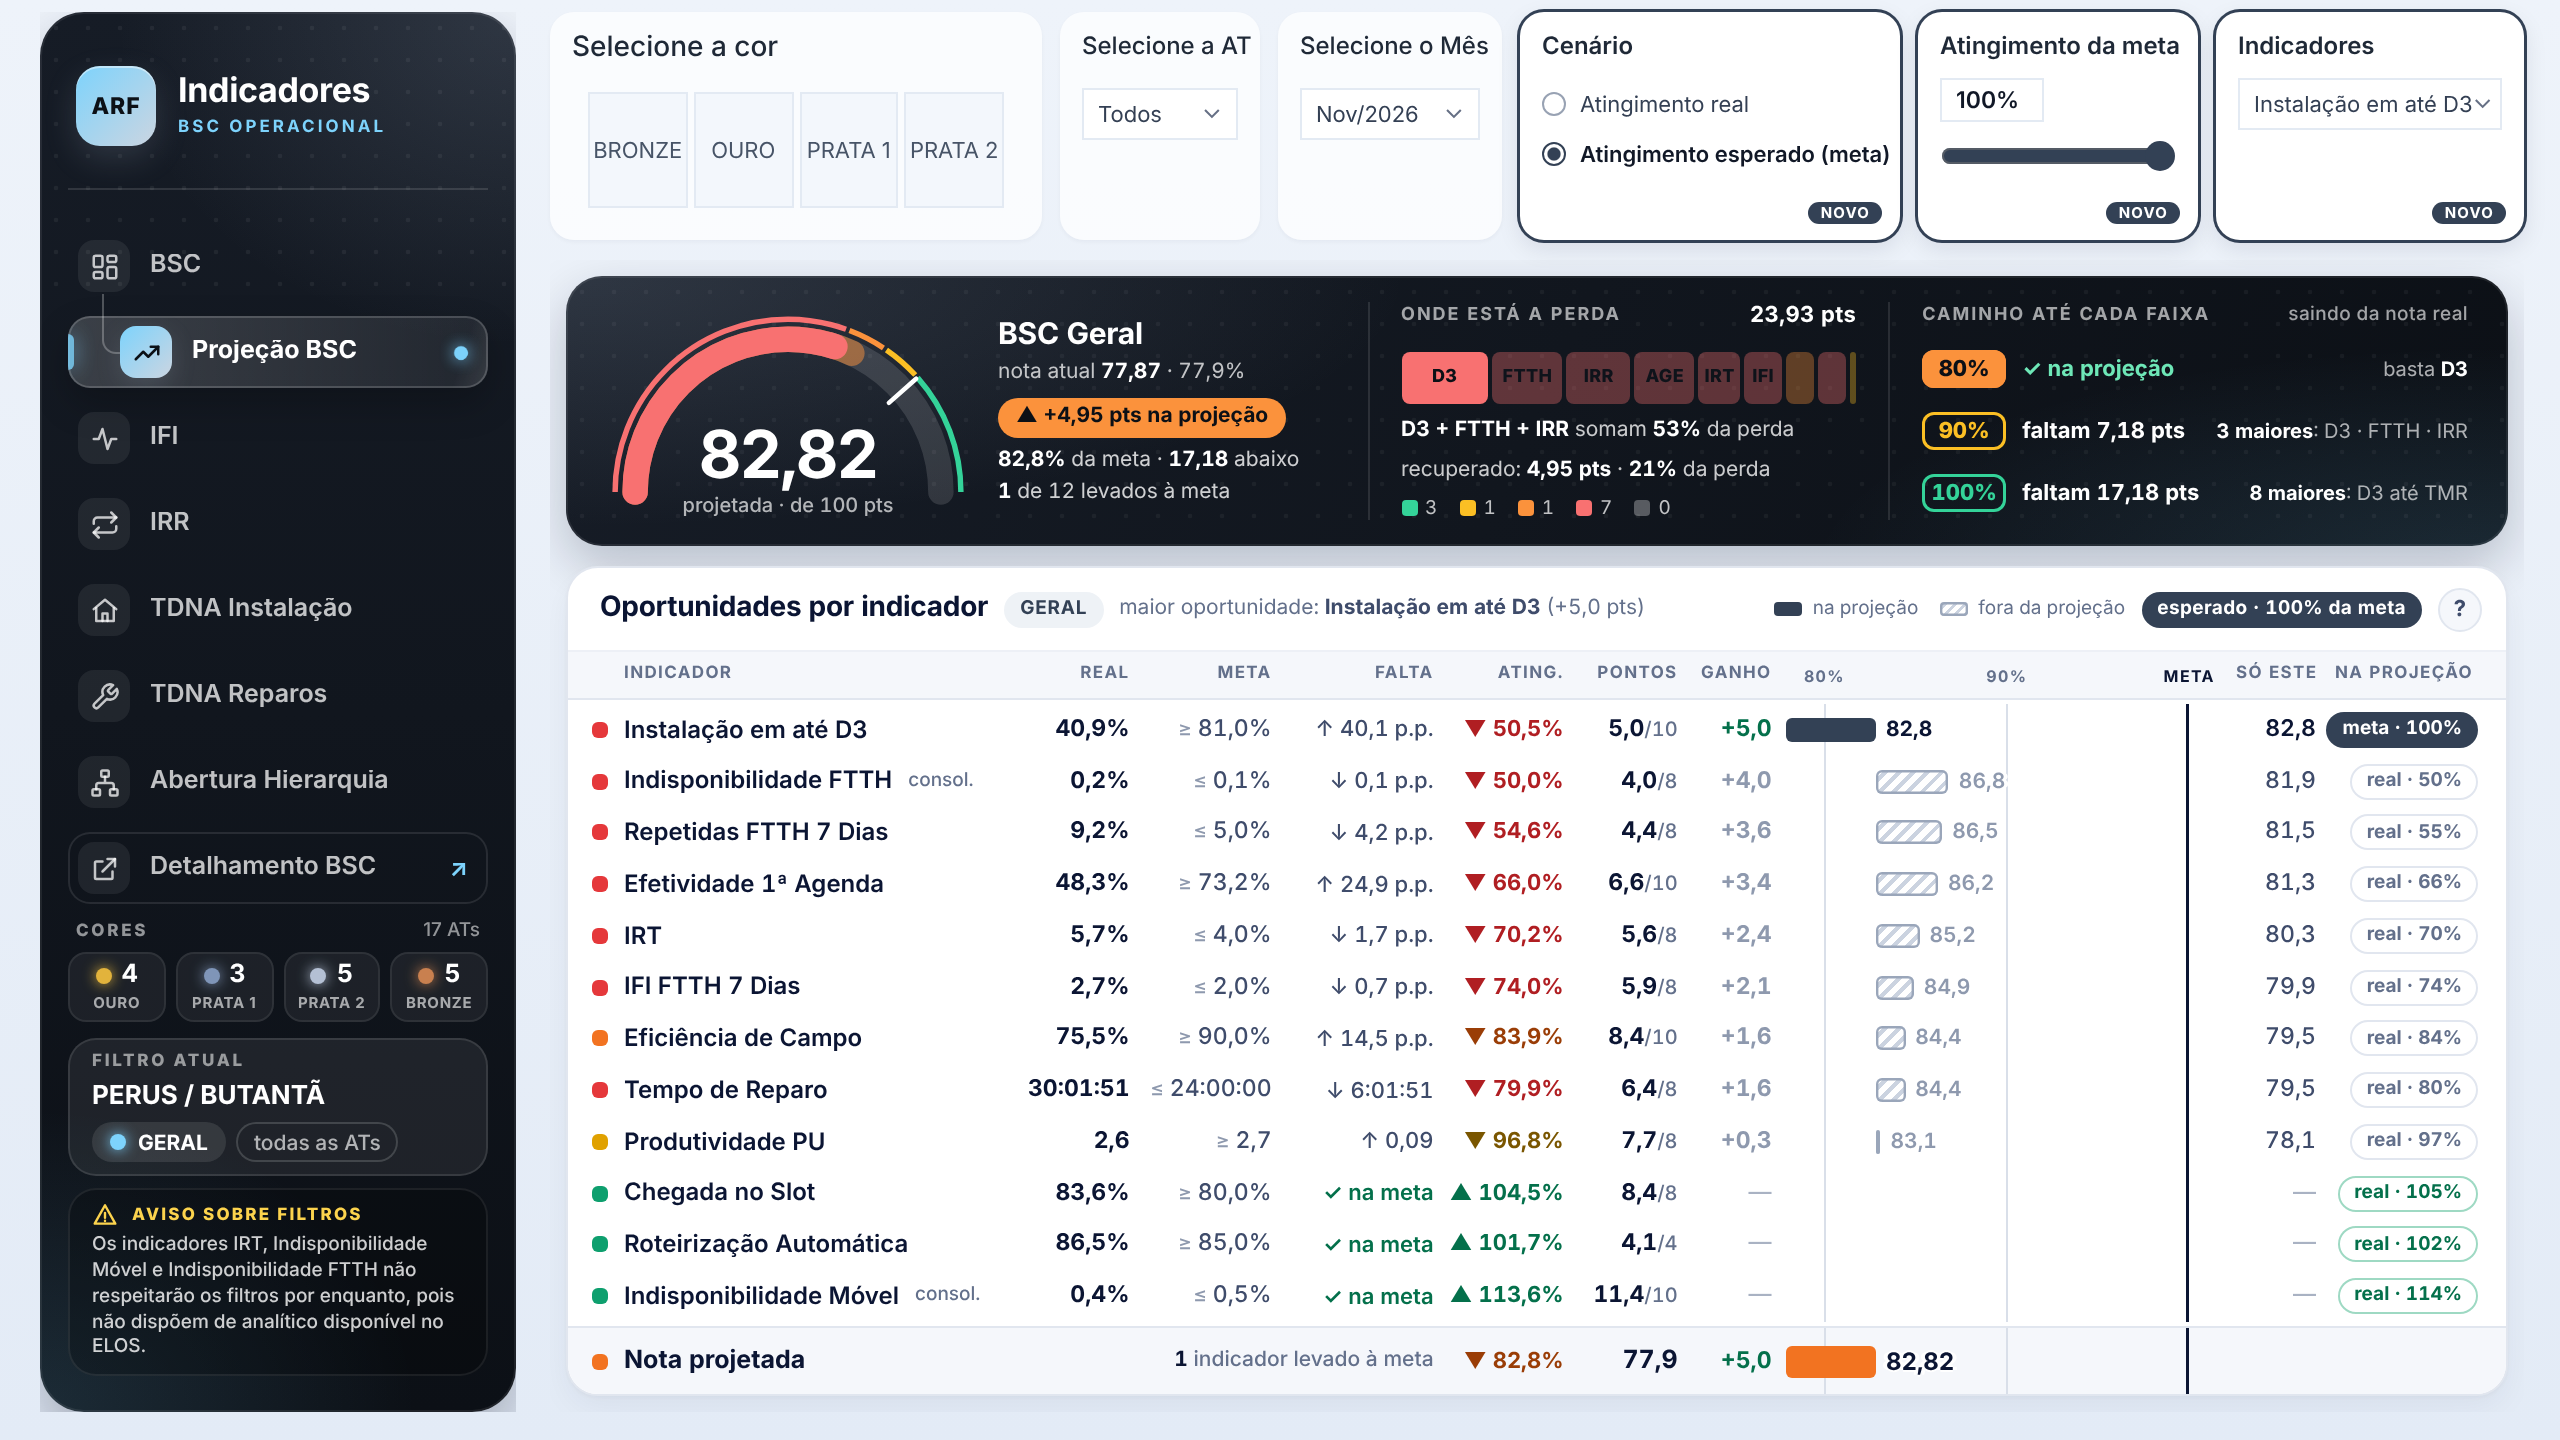 ARF
Indicadores
BSC OPERACIONAL
BSC
Projeção BSC
IFI
IRR
TDNA Instalação
TDNA Reparos
Abertura Hierarquia
Detalhamento BSC
CORES 17 ATs
4 3 5 5
OURO PRATA 1 PRATA 2 BRONZE
FILTRO ATUAL
PERUS / BUTANTÃ
GERAL todas as ATs
AVISO SOBRE FILTROS
Os indicadores IRT, Indisponibilidade
Móvel e Indisponibilidade FTTH não
respeitarão os filtros por enquanto, pois
não dispõem de analítico disponível no
ELOS.
Selecione a cor
BRONZE OURO PRATA 1 PRATA 2
Selecione a AT
Todos
Selecione o Mês
Nov/2026
Cenário
Atingimento real
Atingimento esperado (meta)
NOVO
Atingimento da meta
100%
NOVO
Indicadores
Instalação em até D3
NOVO
82,82
projetada · de 100 pts
BSC Geral
nota atual 77,87 · 77,9%
▲ +4,95 pts na projeção
82,8% da meta · 17,18 abaixo
1 de 12 levados à meta
ONDE ESTÁ A PERDA 23,93 pts
D3 FTTH IRR AGE IRT IFI
D3 + FTTH + IRR somam 53% da perda
recuperado: 4,95 pts · 21% da perda
3 1 1 7 0
CAMINHO ATÉ CADA FAIXA saindo da nota real
80% ✓ na projeção basta D3
90% faltam 7,18 pts 3 maiores: D3 · FTTH · IRR
100% faltam 17,18 pts 8 maiores: D3 até TMR
Oportunidades por indicador GERAL maior oportunidade: Instalação em até D3 (+5,0 pts) na projeção fora da projeção esperado · 100% da meta ?
INDICADOR REAL META FALTA ATING. PONTOS GANHO 80% 90% META SÓ ESTE NA PROJEÇÃO
Instalação em até D3 40,9% ≥ 81,0% ↑ 40,1 p.p. ▼ 50,5% 5,0/10 +5,0 82,8 82,8 meta · 100%
Indisponibilidade FTTH consol. 0,2% ≤ 0,1% ↓ 0,1 p.p. ▼ 50,0% 4,0/8 +4,0 86,8 81,9 real · 50%
Repetidas FTTH 7 Dias 9,2% ≤ 5,0% ↓ 4,2 p.p. ▼ 54,6% 4,4/8 +3,6 86,5 81,5 real · 55%
Efetividade 1ª Agenda 48,3% ≥ 73,2% ↑ 24,9 p.p. ▼ 66,0% 6,6/10 +3,4 86,2 81,3 real · 66%
IRT 5,7% ≤ 4,0% ↓ 1,7 p.p. ▼ 70,2% 5,6/8 +2,4 85,2 80,3 real · 70%
IFI FTTH 7 Dias 2,7% ≤ 2,0% ↓ 0,7 p.p. ▼ 74,0% 5,9/8 +2,1 84,9 79,9 real · 74%
Eficiência de Campo 75,5% ≥ 90,0% ↑ 14,5 p.p. ▼ 83,9% 8,4/10 +1,6 84,4 79,5 real · 84%
Tempo de Reparo 30:01:51 ≤ 24:00:00 ↓ 6:01:51 ▼ 79,9% 6,4/8 +1,6 84,4 79,5 real · 80%
Produtividade PU 2,6 ≥ 2,7 ↑ 0,09 ▼ 96,8% 7,7/8 +0,3 83,1 78,1 real · 97%
Chegada no Slot 83,6% ≥ 80,0% ✓ na meta ▲ 104,5% 8,4/8 — — real · 105%
Roteirização Automática 86,5% ≥ 85,0% ✓ na meta ▲ 101,7% 4,1/4 — — real · 102%
Indisponibilidade Móvel consol. 0,4% ≤ 0,5% ✓ na meta ▲ 113,6% 11,4/10 — — real · 114%
Nota projetada 1 indicador levado à meta ▼ 82,8% 77,9 +5,0 82,82